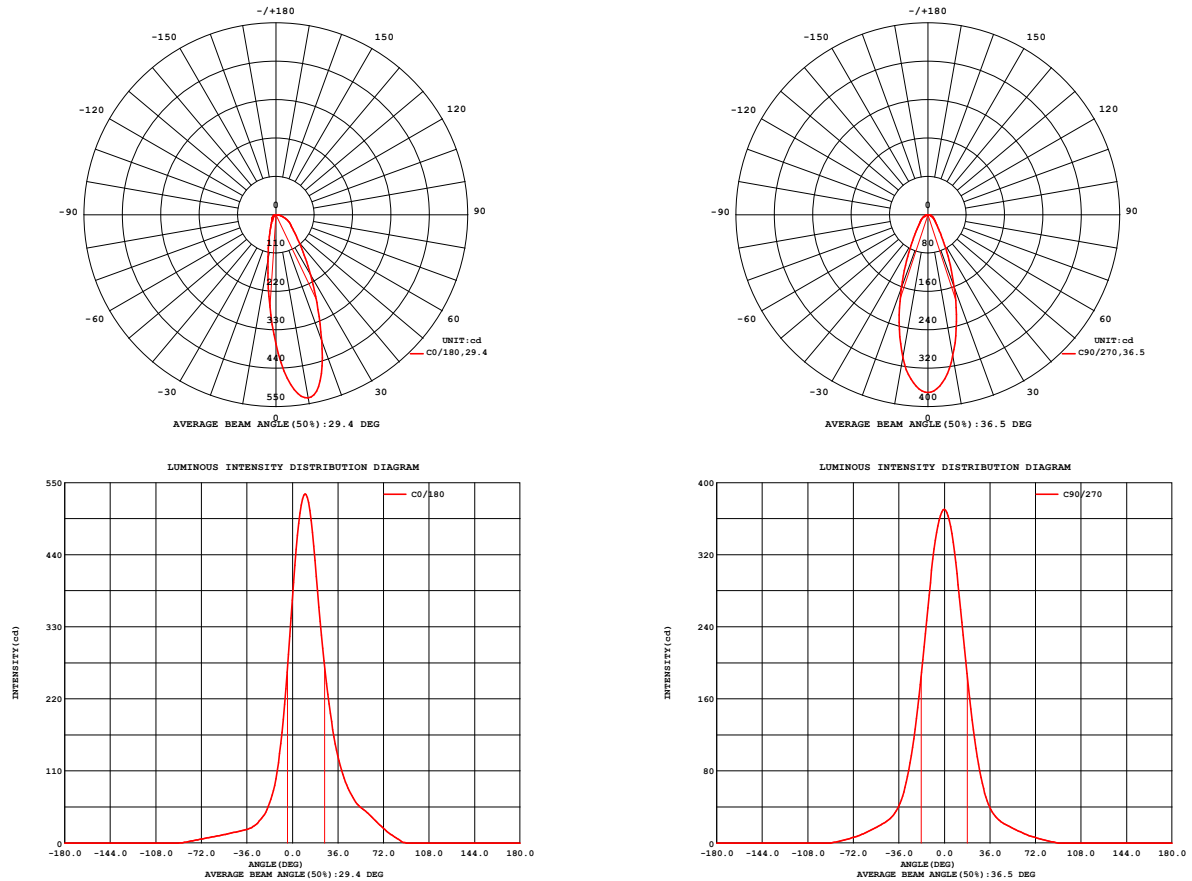 -/+180
-150
150
-120
120
-90
90
-60
60
-30
30
0
0
110
220
330
440
550
UNIT:cd
C0/180,29.4
AVERAGE BEAM ANGLE(50%):29.4 DEG
-/+180
-150
150
-120
120
-90
90
-60
60
-30
30
0
0
80
160
240
320
400
UNIT:cd
C90/270,36.5
AVERAGE BEAM ANGLE(50%):36.5 DEG
LUMINOUS INTENSITY DISTRIBUTION DIAGRAM
C0/180
INTENSITY(cd)
550
440
330
220
110
0
-180.0 -144.0 -108.0 -72.0 -36.0 0.0 36.0 72.0 108.0 144.0 180.0
ANGLE(DEG)
AVERAGE BEAM ANGLE(50%):29.4 DEG
LUMINOUS INTENSITY DISTRIBUTION DIAGRAM
C90/270
INTENSITY(cd)
400
320
240
160
80
0
-180.0 -144.0 -108.0 -72.0 -36.0 0.0 36.0 72.0 108.0 144.0 180.0
ANGLE(DEG)
AVERAGE BEAM ANGLE(50%):36.5 DEG